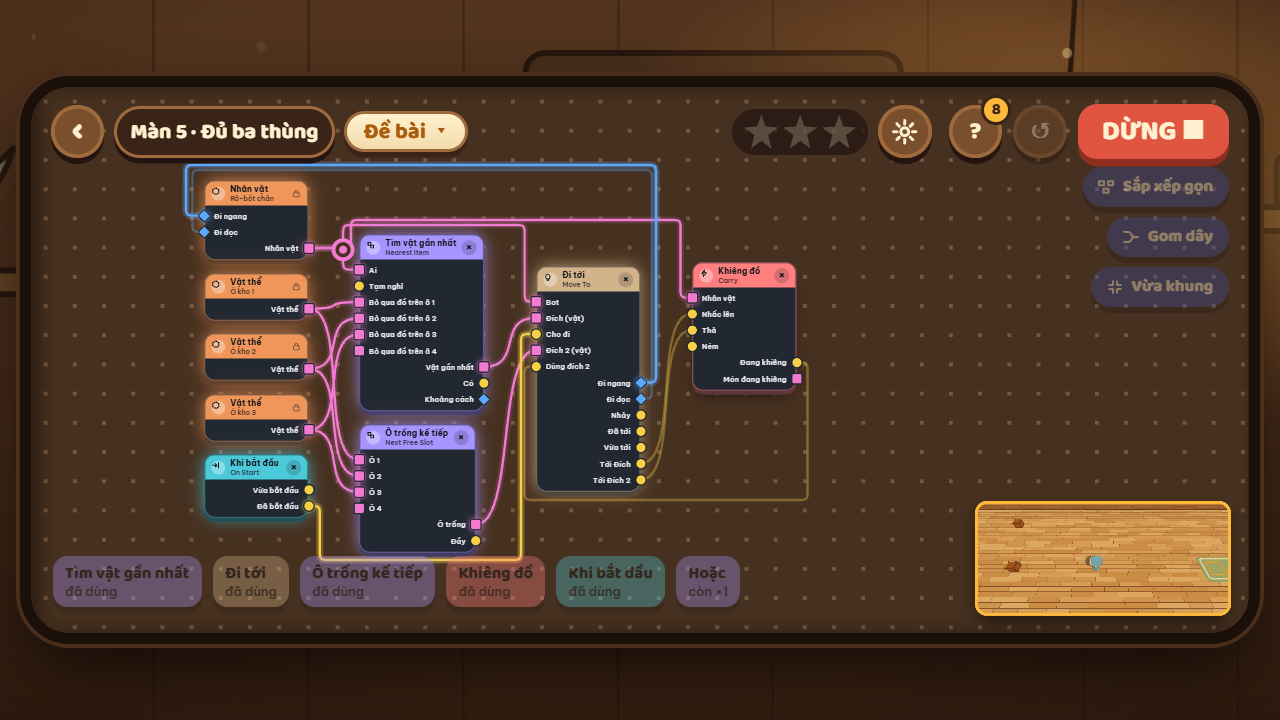 Màn 5 · Đủ ba thùng
Đề bài
?
8
DỪNG
Sắp xếp gọn
Gom dây
Vừa khung
Nhân vật
Rô-bốt chân
Đi ngang
Đi dọc
Nhân vật
Vật thể
Ô kho 1
Vật thể
Vật thể
Ô kho 2
Vật thể
Vật thể
Ô kho 3
Vật thể
Khi bắt đầu
On Start
Vừa bắt đầu
Đã bắt đầu
Tìm vật gần nhất
Nearest Item
Ai
Tạm nghỉ
Bỏ qua đồ trên ô 1
Bỏ qua đồ trên ô 2
Bỏ qua đồ trên ô 3
Bỏ qua đồ trên ô 4
Vật gần nhất
Có
Khoảng cách
Ô trống kế tiếp
Next Free Slot
Ô 1
Ô 2
Ô 3
Ô 4
Ô trống
Đầy
Đi tới
Move To
Bot
Đích (vật)
Cho đi
Đích 2 (vật)
Dùng đích 2
Đi ngang
Đi dọc
Nhảy
Đã tới
Vừa tới
Tới Đích
Tới Đích 2
Khiêng đồ
Carry
Nhân vật
Nhấc lên
Thả
Ném
Đang khiêng
Món đang khiêng
Tìm vật gần nhất
đã dùng
Đi tới
đã dùng
Ô trống kế tiếp
đã dùng
Khiêng đồ
đã dùng
Khi bắt đầu
đã dùng
Hoặc
còn ×1